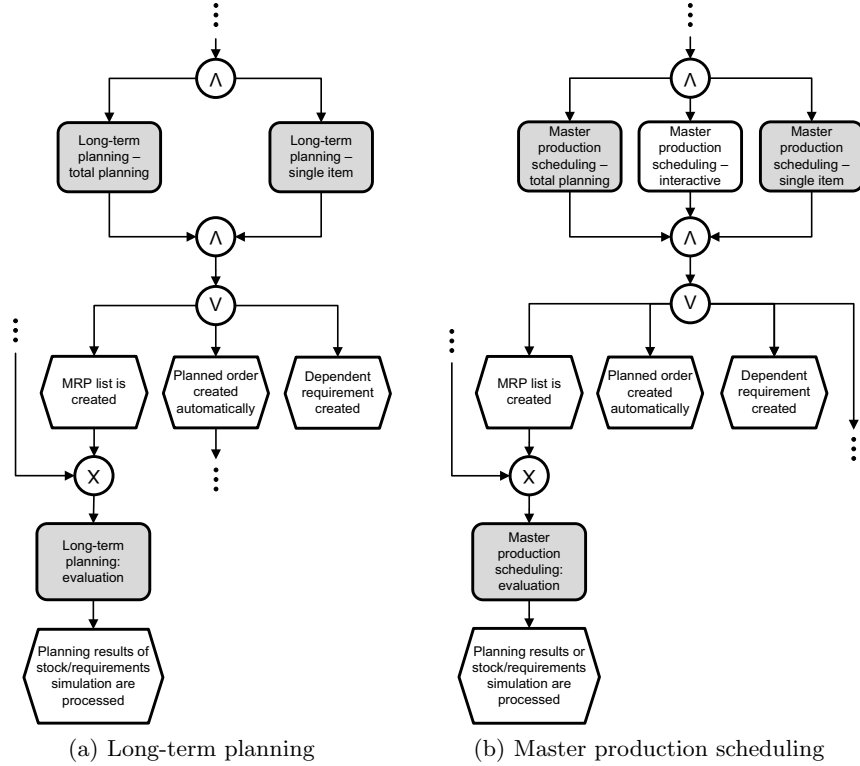 Λ
Long-term
planning –
total planning
Long-term
planning –
single item
Λ
V
MRP list is
created
Planned order
created
automatically
Dependent
requirement
created
X
Long-term
planning:
evaluation
Planning results of
stock/requirements
simulation are
processed
(a) Long-term planning
Λ
Master
production
scheduling –
total planning
Master
production
scheduling –
interactive
Master
production
scheduling –
single item
Λ
V
MRP list is
created
Planned order
created
automatically
Dependent
requirement
created
X
Master
production
scheduling:
evaluation
Planning results or
stock/requirements
simulation are
processed
(b) Master production scheduling